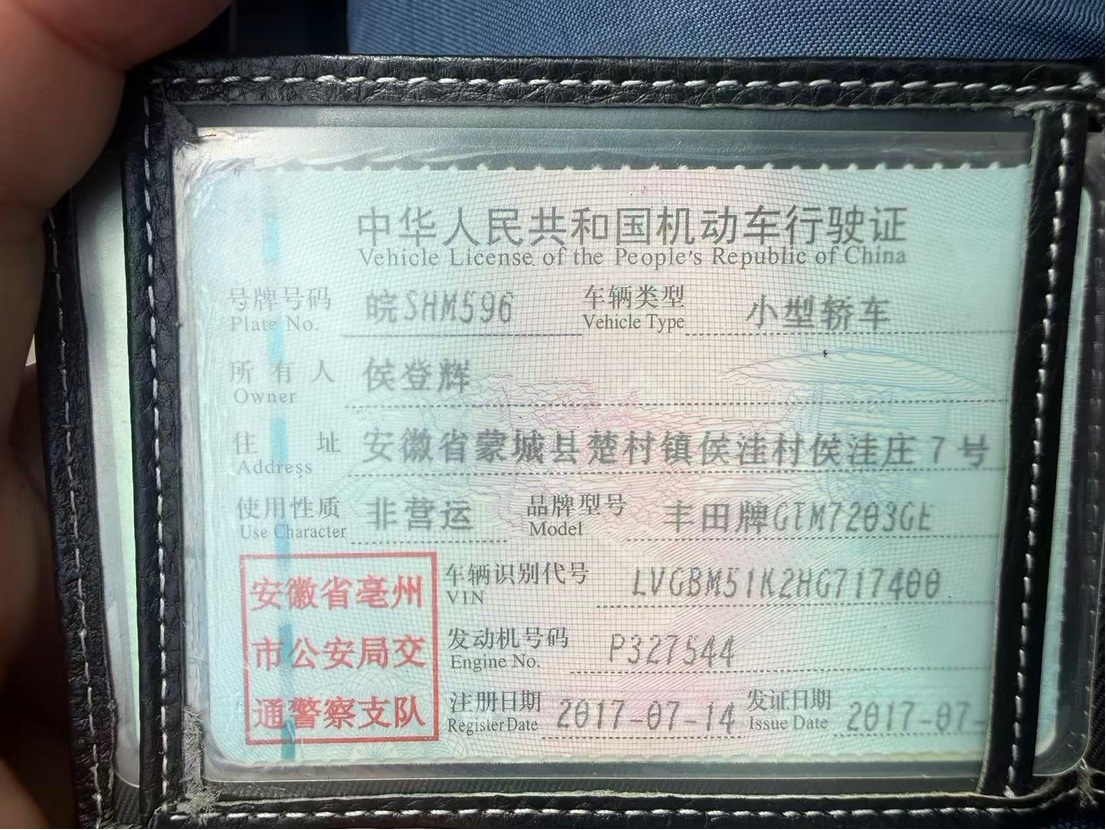 中华人民共和国机动车行驶证
Vehicle License of the People's Republic of China
号牌号码 皖SHM596 车辆类型 小型轿车
Plate No. Vehicle Type
所有人 侯登辉
Owner
住址 安徽省蒙城县楚村镇侯洼村侯洼庄7号
Address
使用性质 非营运 品牌型号 丰田牌GTM7203GE
Use Character Model
安徽省亳州
市公安局交
通警察支队
车辆识别代号 LVGBM51K2HG717400
VIN
发动机号码 P327544
Engine No.
注册日期 2017-07-14 发证日期 2017-07-
Register Date Issue Date